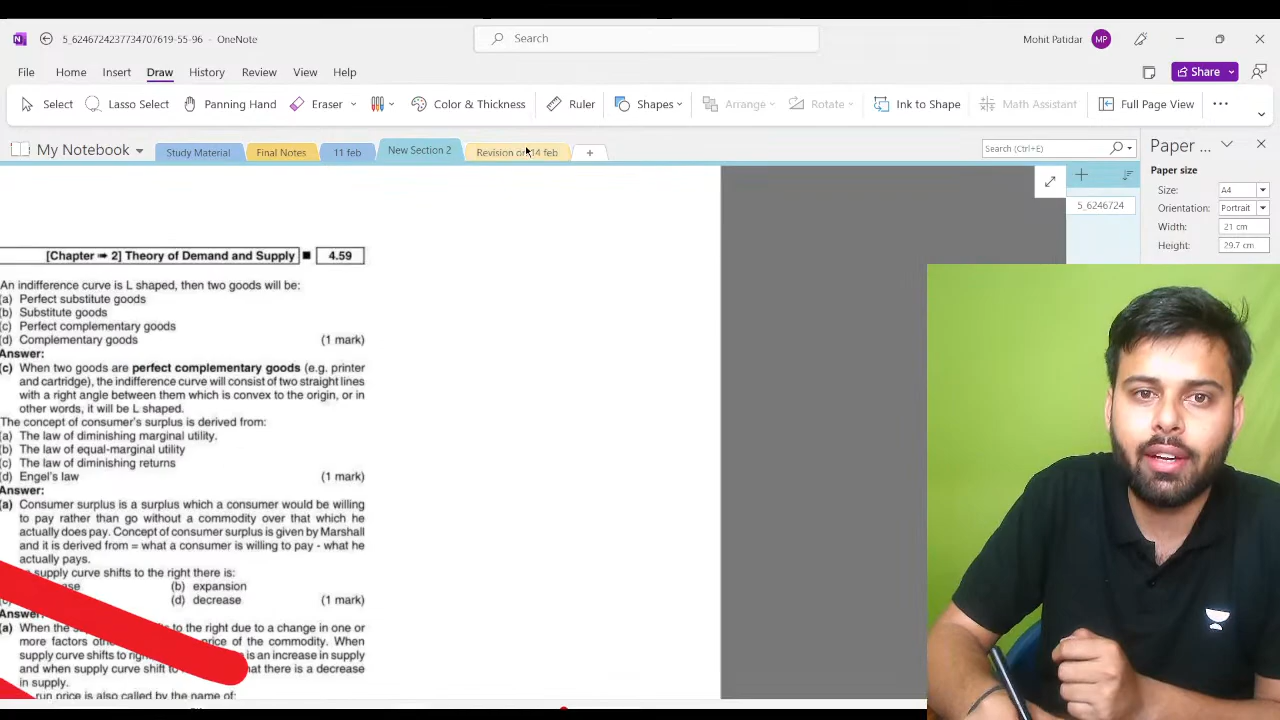 5_6246724237734707619-55-96 - OneNote
Search
Mohit Patidar MP
File Home Insert Draw History Review View Help
Share
Select Lasso Select Panning Hand Eraser Color & Thickness Ruler Shapes Arrange Rotate Ink to Shape Math Assistant Full Page View
My Notebook Study Material Final Notes 11 feb New Section 2 Revision on 14 feb + Search (Ctrl+E)
Paper ...
Paper size
Size: A4
Orientation: Portrait
Width: 21 cm
Height: 29.7 cm
5_6246724
[Chapter ➠ 2] Theory of Demand and Supply ■ 4.59
An indifference curve is L shaped, then two goods will be:
(a) Perfect substitute goods
(b) Substitute goods
(c) Perfect complementary goods
(d) Complementary goods (1 mark)
Answer:
(c) When two goods are perfect complementary goods (e.g. printer
and cartridge), the indifference curve will consist of two straight lines
with a right angle between them which is convex to the origin, or in
other words, it will be L shaped.
The concept of consumer's surplus is derived from:
(a) The law of diminishing marginal utility.
(b) The law of equal-marginal utility
(c) The law of diminishing returns
(d) Engel's law (1 mark)
Answer:
(a) Consumer surplus is a surplus which a consumer would be willing
to pay rather than go without a commodity over that which he
actually does pay. Concept of consumer surplus is given by Marshall
and it is derived from = what a consumer is willing to pay - what he
actually pays.
supply curve shifts to the right there is:
(b) expansion
(d) decrease (1 mark)
Answer:
(a) When the to the right due to a change in one or
more factors price of the commodity. When
supply curve shifts to is an increase in supply
and when supply curve shift to that there is a decrease
in supply.
run price is also called by the name of: